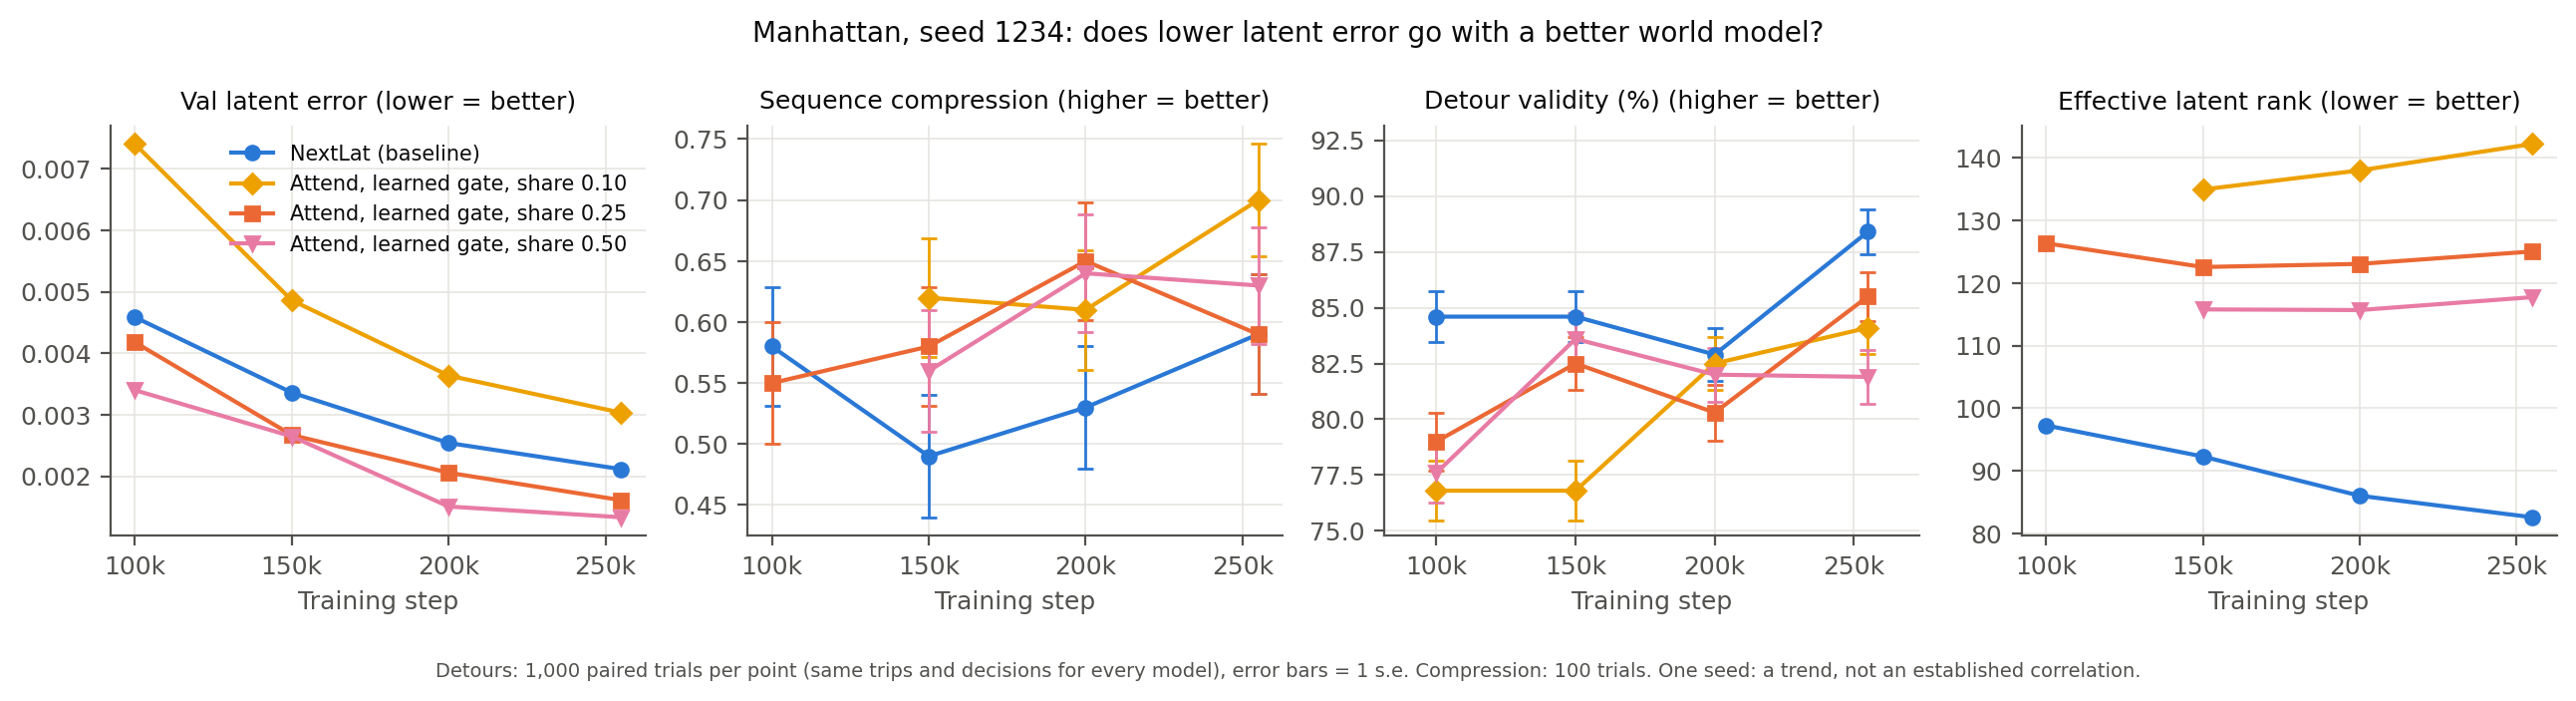 Manhattan, seed 1234: does lower latent error go with a better world model?
Val latent error (lower = better)
NextLat (baseline)
Attend, learned gate, share 0.10
Attend, learned gate, share 0.25
Attend, learned gate, share 0.50
0.007
0.006
0.005
0.004
0.003
0.002
100k 150k 200k 250k
Training step
Sequence compression (higher = better)
0.75
0.70
0.65
0.60
0.55
0.50
0.45
100k 150k 200k 250k
Training step
Detour validity (%) (higher = better)
92.5
90.0
87.5
85.0
82.5
80.0
77.5
75.0
100k 150k 200k 250k
Training step
Effective latent rank (lower = better)
140
130
120
110
100
90
80
100k 150k 200k 250k
Training step
Detours: 1,000 paired trials per point (same trips and decisions for every model), error bars = 1 s.e. Compression: 100 trials. One seed: a trend, not an established correlation.